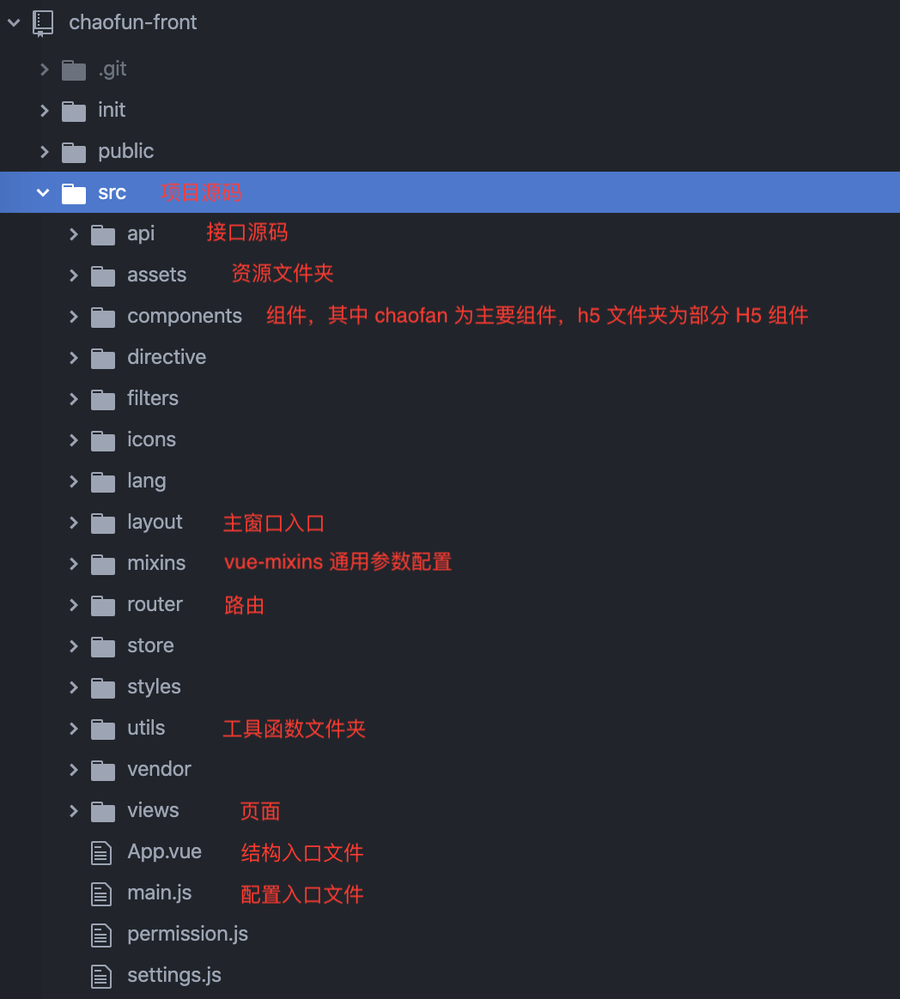 chaofun-front
.git
init
public
src 项目源码
api 接口源码
assets 资源文件夹
components 组件，其中 chaofan 为主要组件，h5 文件夹为部分 H5 组件
directive
filters
icons
lang
layout 主窗口入口
mixins vue-mixins 通用参数配置
router 路由
store
styles
utils 工具函数文件夹
vendor
views 页面
App.vue 结构入口文件
main.js 配置入口文件
permission.js
settings.js